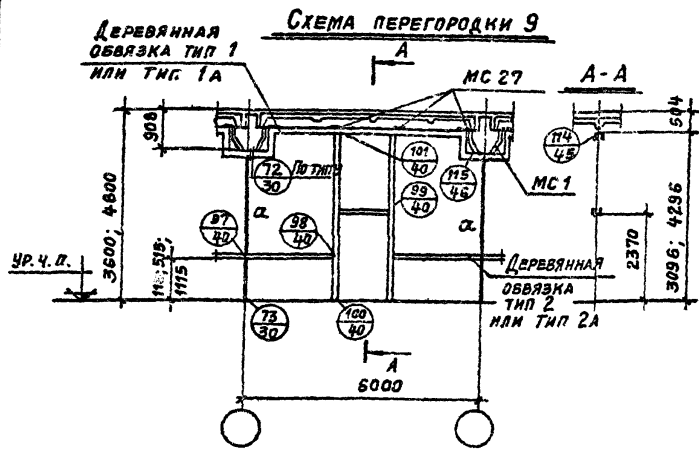 Схема перегородки 9
Деревянная
обвязка тип 1
или тип 1А
А
МС 27
А-А
908
504
114
45
72
30
По типу
101
40
115
46
МС 1
99
40
3600; 4800
а
а
97
40
98
40
3096; 4296
2370
Ур. ч. п.
1115
Деревянная
обвязка
тип 2
или тип 2А
73
30
100
40
А
6000